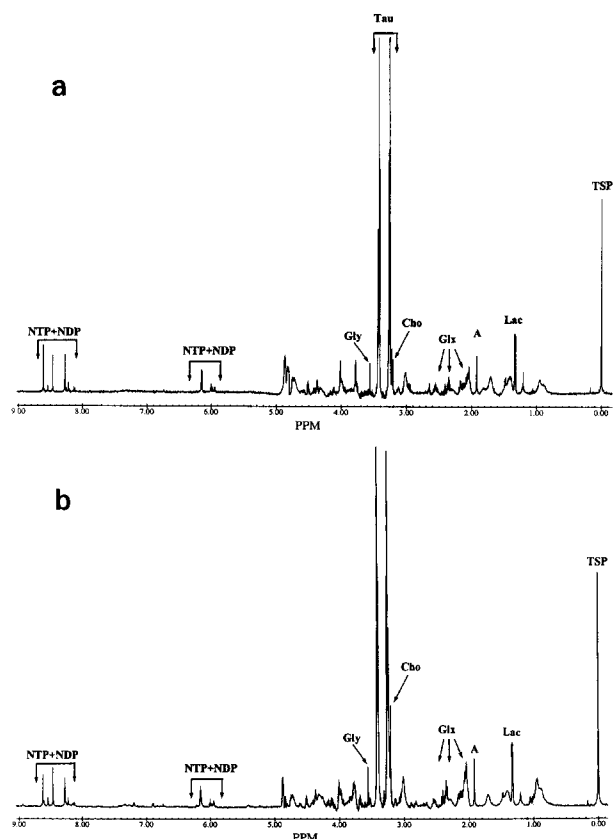 a
Tau
TSP
NTP+NDP
NTP+NDP
Gly
Cho
Glx
A
Lac
9.00 8.00 7.00 6.00 5.00 4.00 3.00 2.00 1.00 0.00
PPM
b
TSP
Cho
NTP+NDP
NTP+NDP
Gly
Glx
A
Lac
9.00 8.00 7.00 6.00 5.00 4.00 3.00 2.00 1.00 0.00
PPM